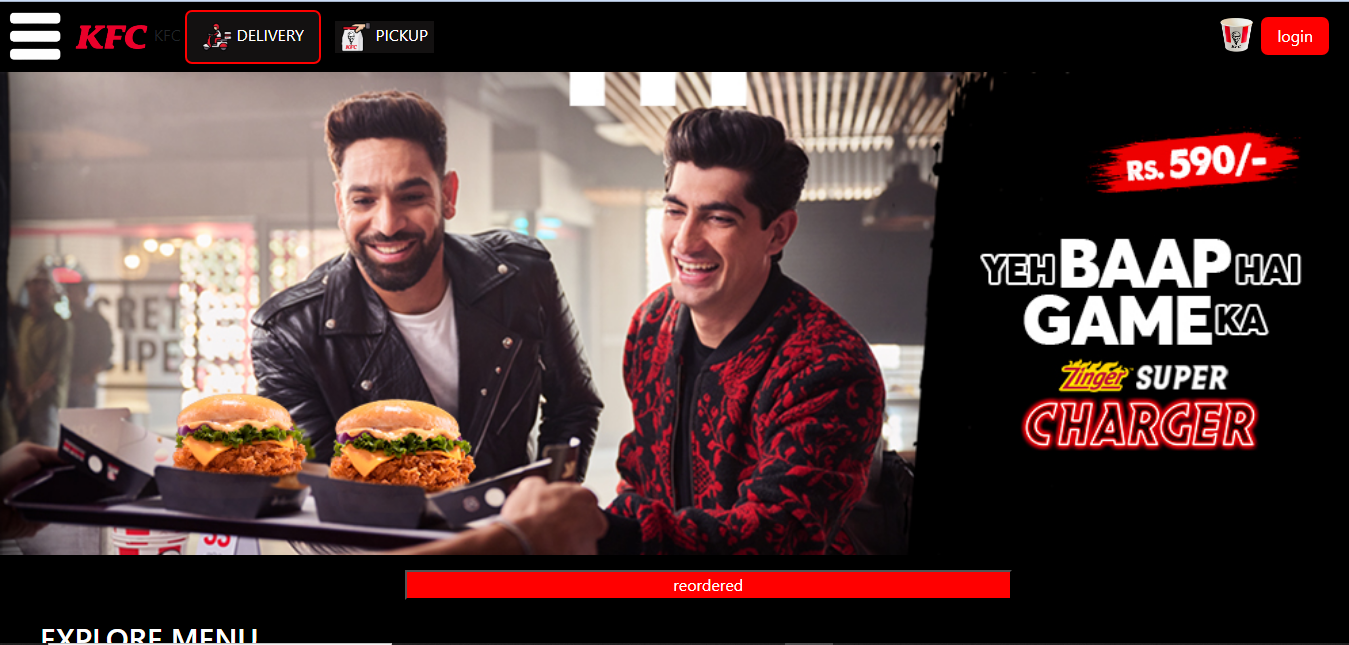 KFC KFC DELIVERY PICKUP login
RS. 590/-
YEH BAAP HAI
GAME KA
Zinger SUPER
CHARGER
reordered
EXPLORE MENU